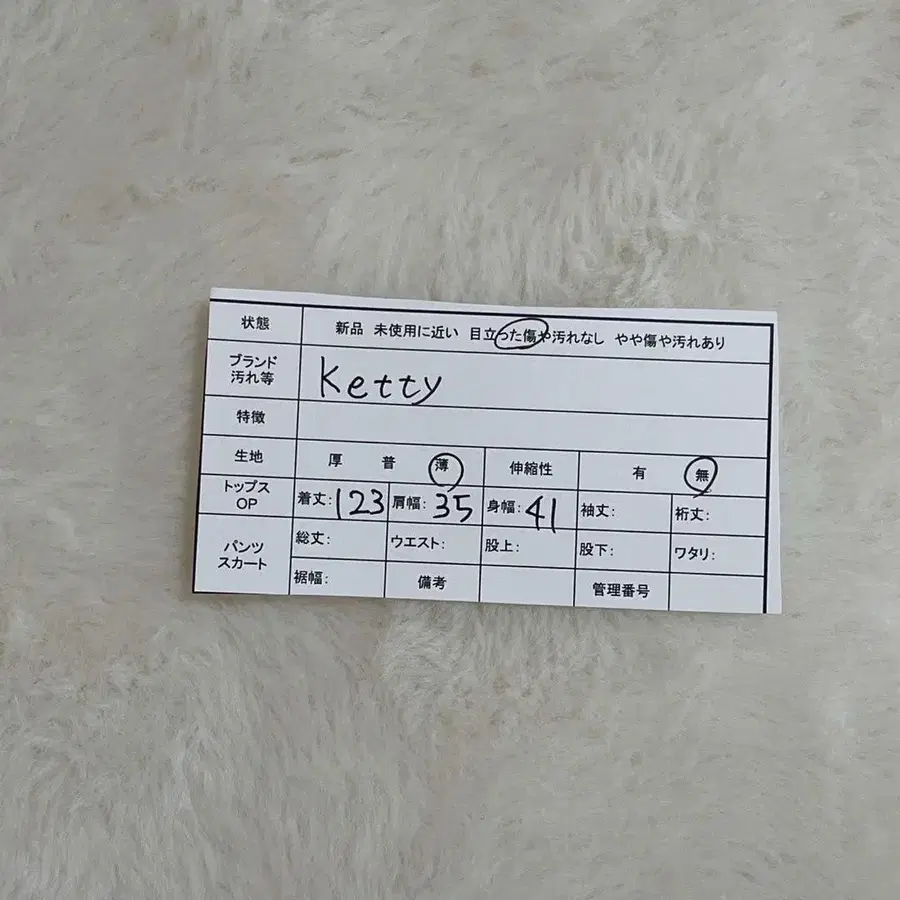 状態 新品 未使用に近い 目立った傷や汚れなし やや傷や汚れあり
ブランド
汚れ等
Ketty
特徴
生地 厚 普 薄 伸縮性 有 無
トップス
OP
着丈:123 肩幅:35 身幅:41 袖丈: 裄丈:
パンツ
スカート
総丈: ウエスト: 股上: 股下: ワタリ:
裾幅: 備考 管理番号